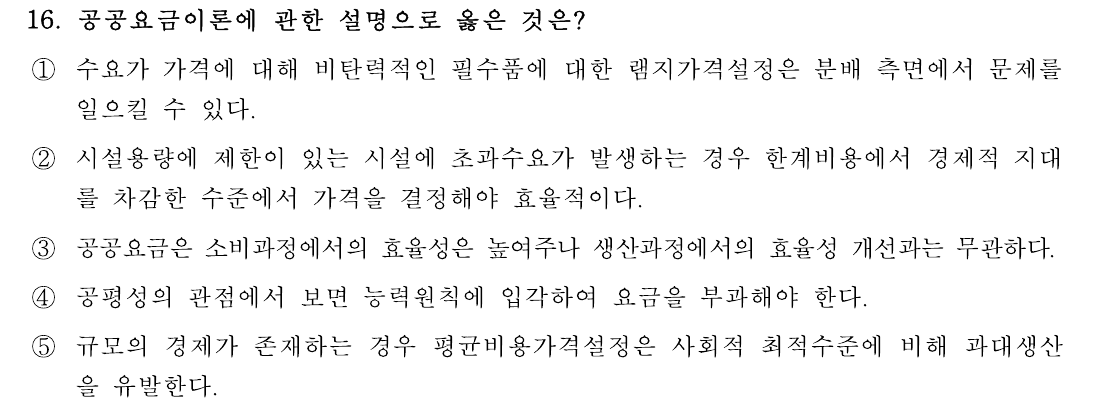 16. 공공요금이론에 관한 설명으로 옳은 것은?
① 수요가 가격에 대해 비탄력적인 필수품에 대한 램지가격설정은 분배 측면에서 문제를
일으킬 수 있다.
② 시설용량에 제한이 있는 시설에 초과수요가 발생하는 경우 한계비용에서 경제적 지대
를 차감한 수준에서 가격을 결정해야 효율적이다.
③ 공공요금은 소비과정에서의 효율성은 높여주나 생산과정에서의 효율성 개선과는 무관하다.
④ 공평성의 관점에서 보면 능력원칙에 입각하여 요금을 부과해야 한다.
⑤ 규모의 경제가 존재하는 경우 평균비용가격설정은 사회적 최적수준에 비해 과대생산
을 유발한다.